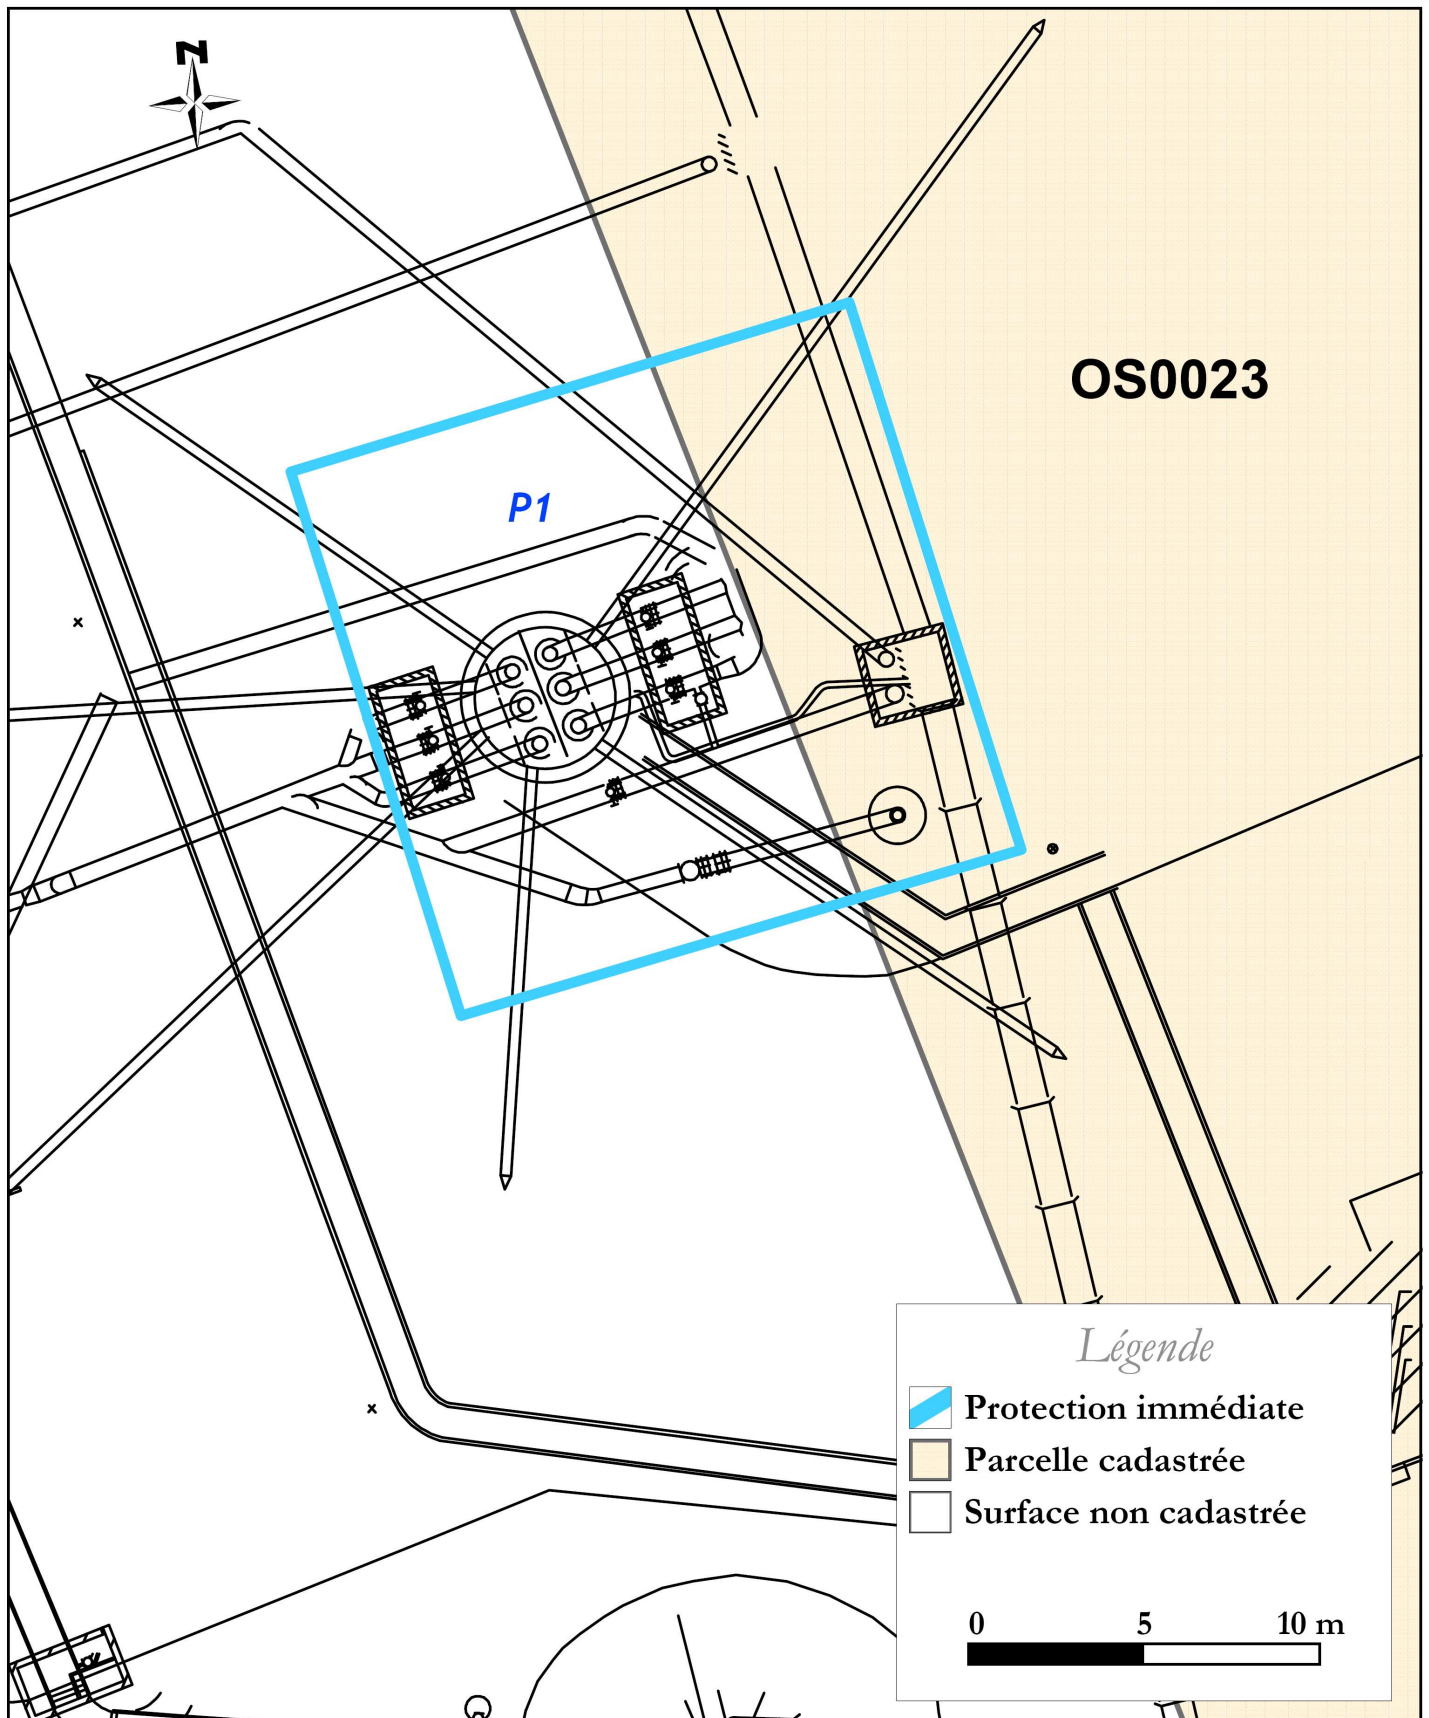 N
OS0023
P1
Légende
Protection immédiate
Parcelle cadastrée
Surface non cadastrée
0 5 10 m